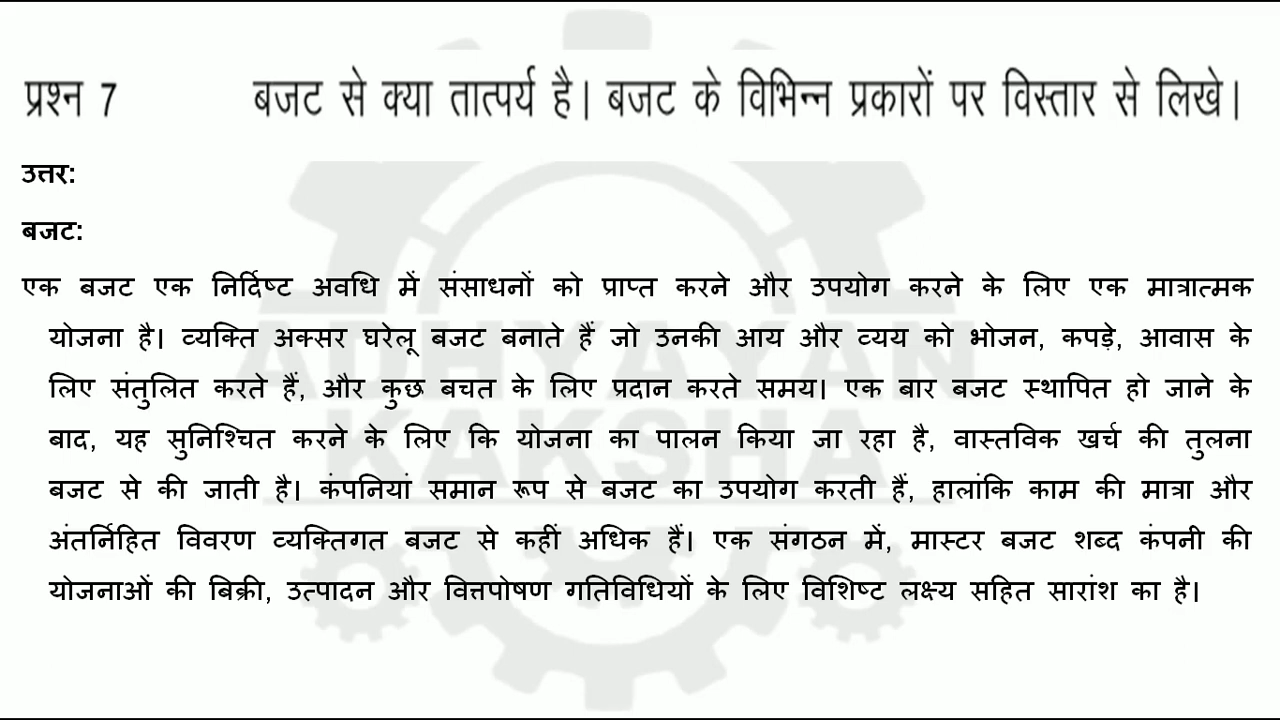 प्रश्न 7 बजट से क्या तात्पर्य है। बजट के विभिन्न प्रकारों पर विस्तार से लिखे।
उत्तर:
बजट:
एक बजट एक निर्दिष्ट अवधि में संसाधनों को प्राप्त करने और उपयोग करने के लिए एक मात्रात्मक
योजना है। व्यक्ति अक्सर घरेलू बजट बनाते हैं जो उनकी आय और व्यय को भोजन, कपड़े, आवास के
लिए संतुलित करते हैं, और कुछ बचत के लिए प्रदान करते समय। एक बार बजट स्थापित हो जाने के
बाद, यह सुनिश्चित करने के लिए कि योजना का पालन किया जा रहा है, वास्तविक खर्च की तुलना
बजट से की जाती है। कंपनियां समान रूप से बजट का उपयोग करती हैं, हालांकि काम की मात्रा और
अंतर्निहित विवरण व्यक्तिगत बजट से कहीं अधिक हैं। एक संगठन में, मास्टर बजट शब्द कंपनी की
योजनाओं की बिक्री, उत्पादन और वित्तपोषण गतिविधियों के लिए विशिष्ट लक्ष्य सहित सारांश का है।
ADHYAYAN
KAKSHA